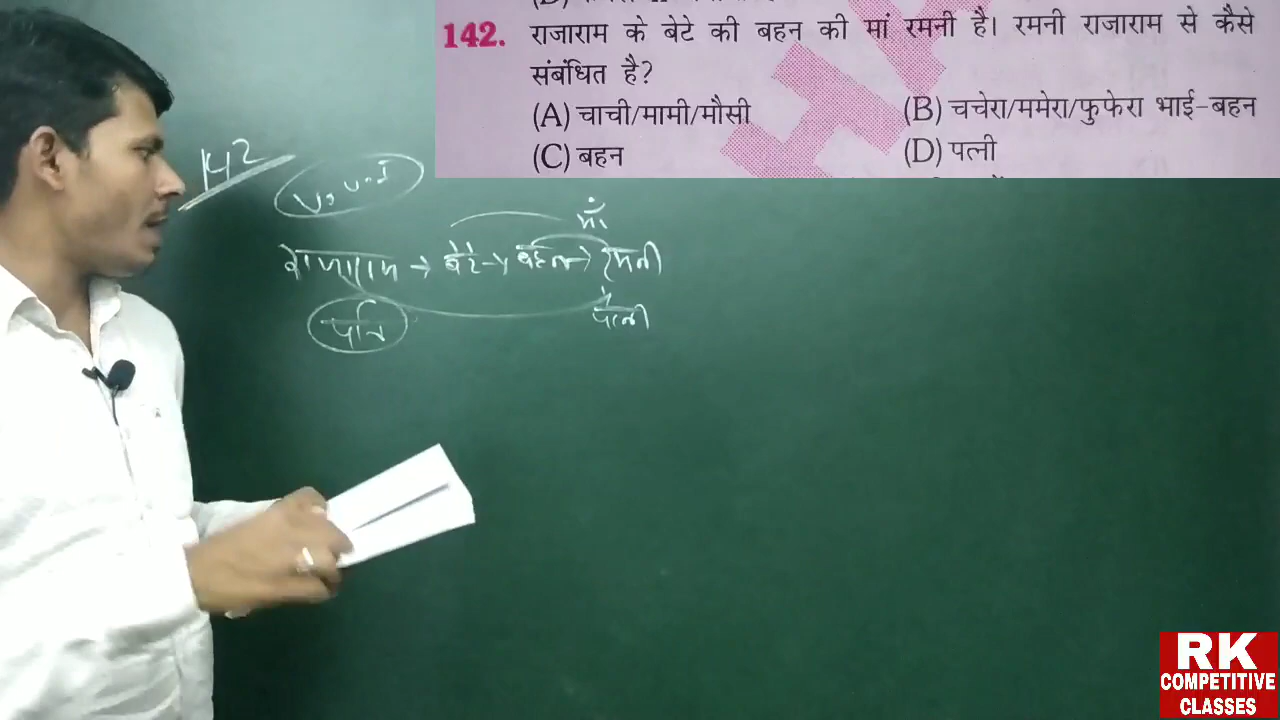 142. राजाराम के बेटे की बहन की मां रमनी है। रमनी राजाराम से कैसे
संबंधित है?
(A) चाची/मामी/मौसी (B) चचेरा/ममेरा/फुफेरा भाई-बहन
(C) बहन (D) पत्नी
142
V. V. I
माँ
राजाराम → बेटे → बहन → रमनी
पति
पत्नी
RK
COMPETITIVE
CLASSES